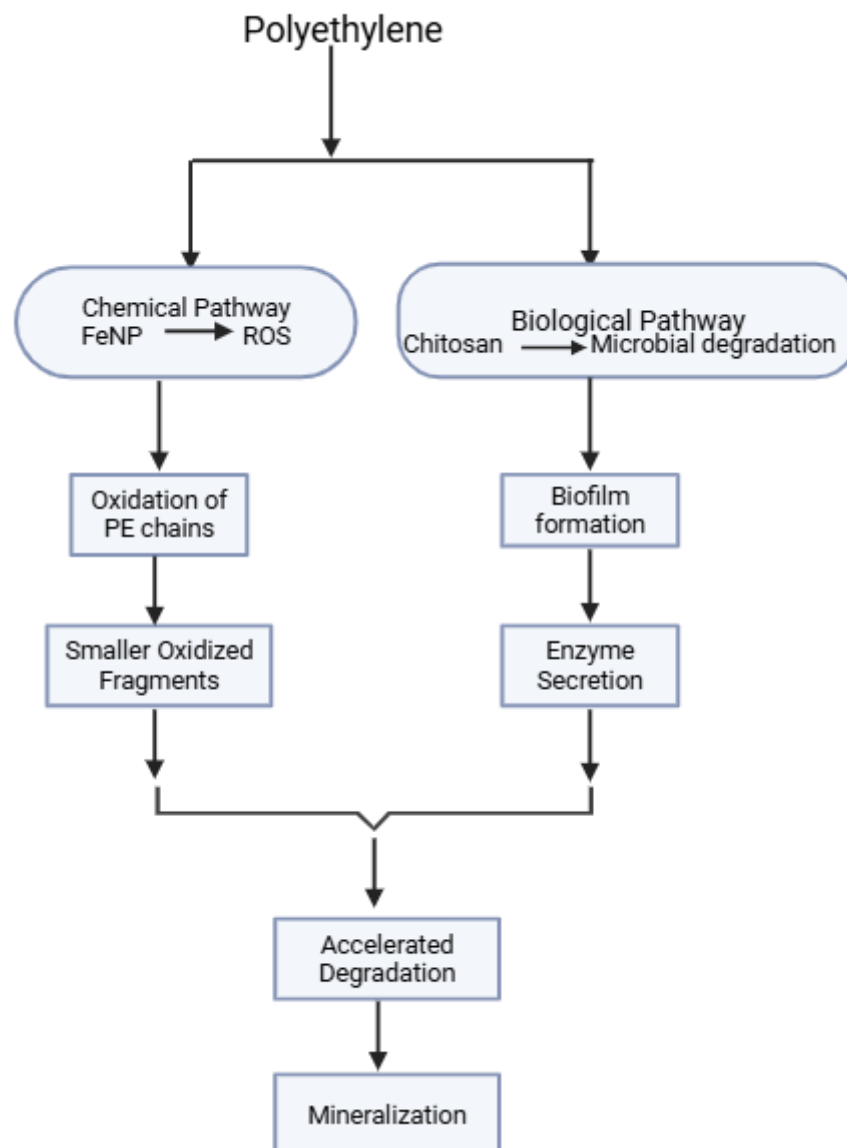 Polyethylene
Chemical Pathway
FeNP ROS
Biological Pathway
Chitosan Microbial degradation
Oxidation of
PE chains
Biofilm
formation
Smaller Oxidized
Fragments
Enzyme
Secretion
Accelerated
Degradation
Mineralization